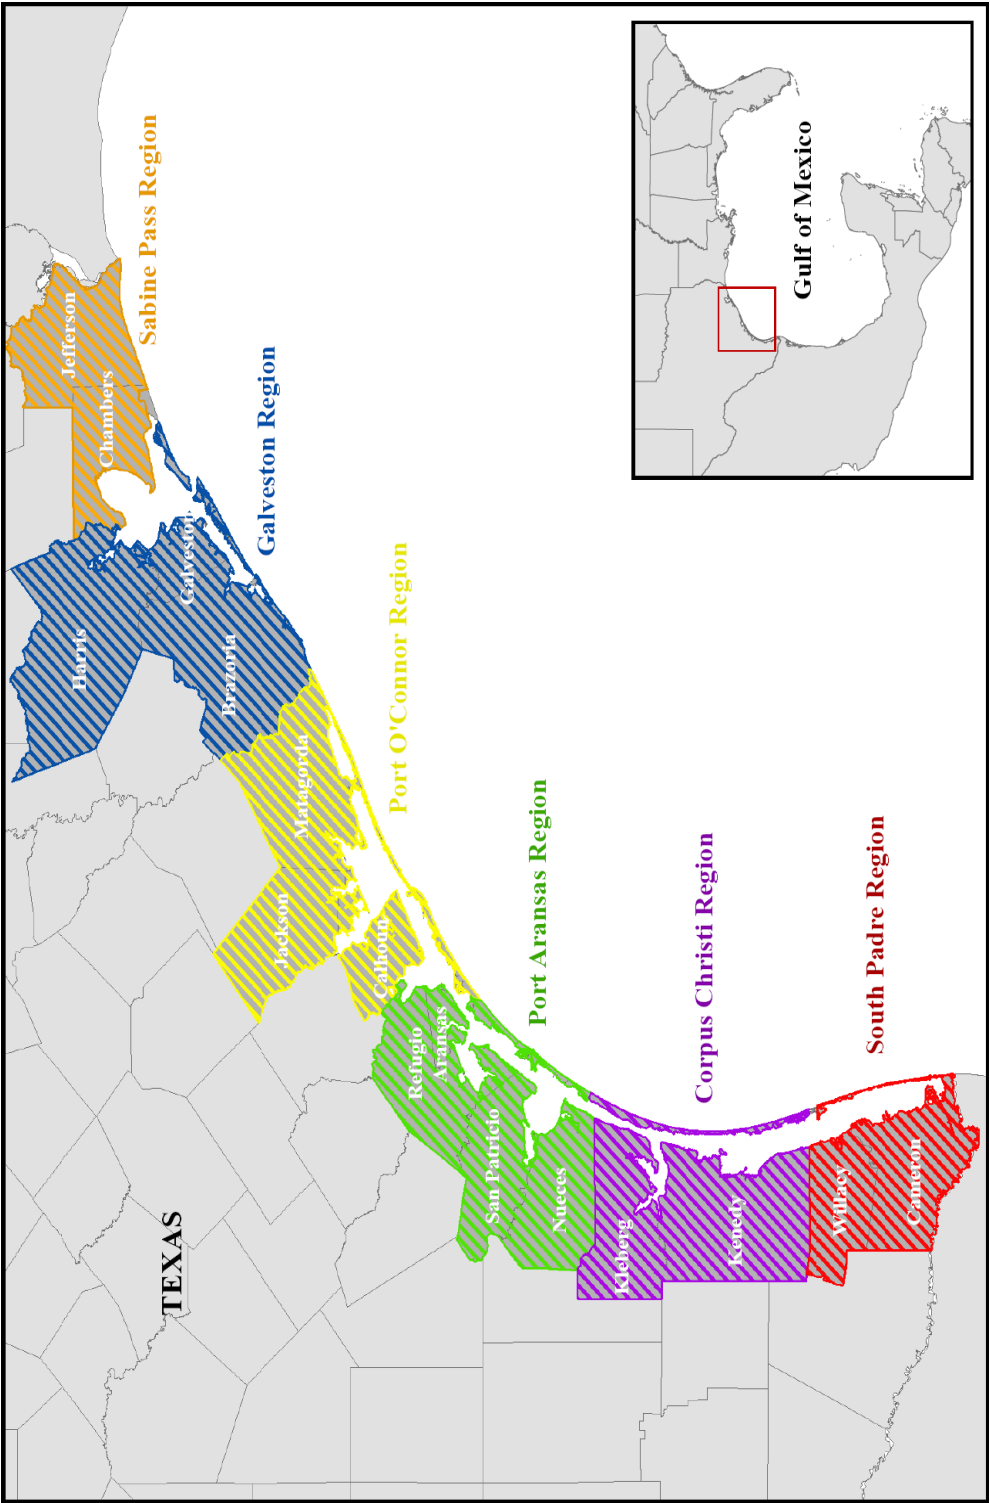 TEXAS
Jefferson
Chambers
Sabine Pass Region
Harris
Galveston
Brazoria
Galveston Region
Matagorda
Jackson
Calhoun
Port O'Connor Region
Refugio
Aransas
San Patricio
Nueces
Port Aransas Region
Kleberg
Kenedy
Corpus Christi Region
Willacy
Cameron
South Padre Region
Gulf of Mexico